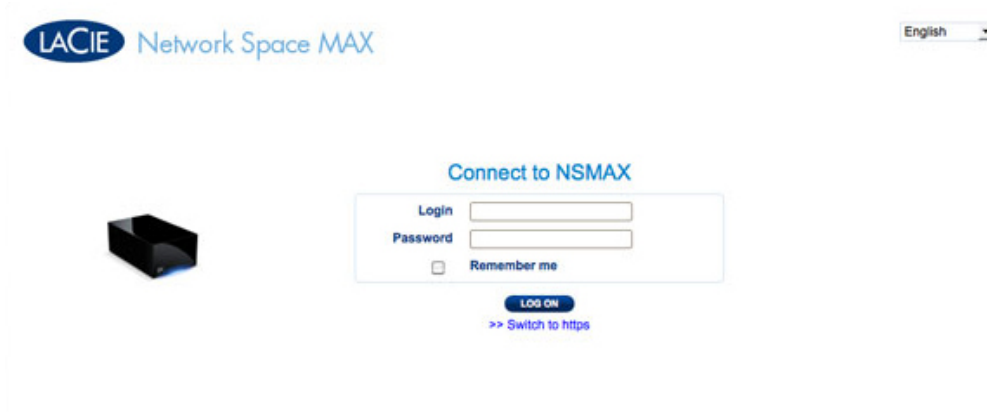 LACIE Network Space MAX
English
Connect to NSMAX
Login
Password
Remember me
LOG ON
>> Switch to https